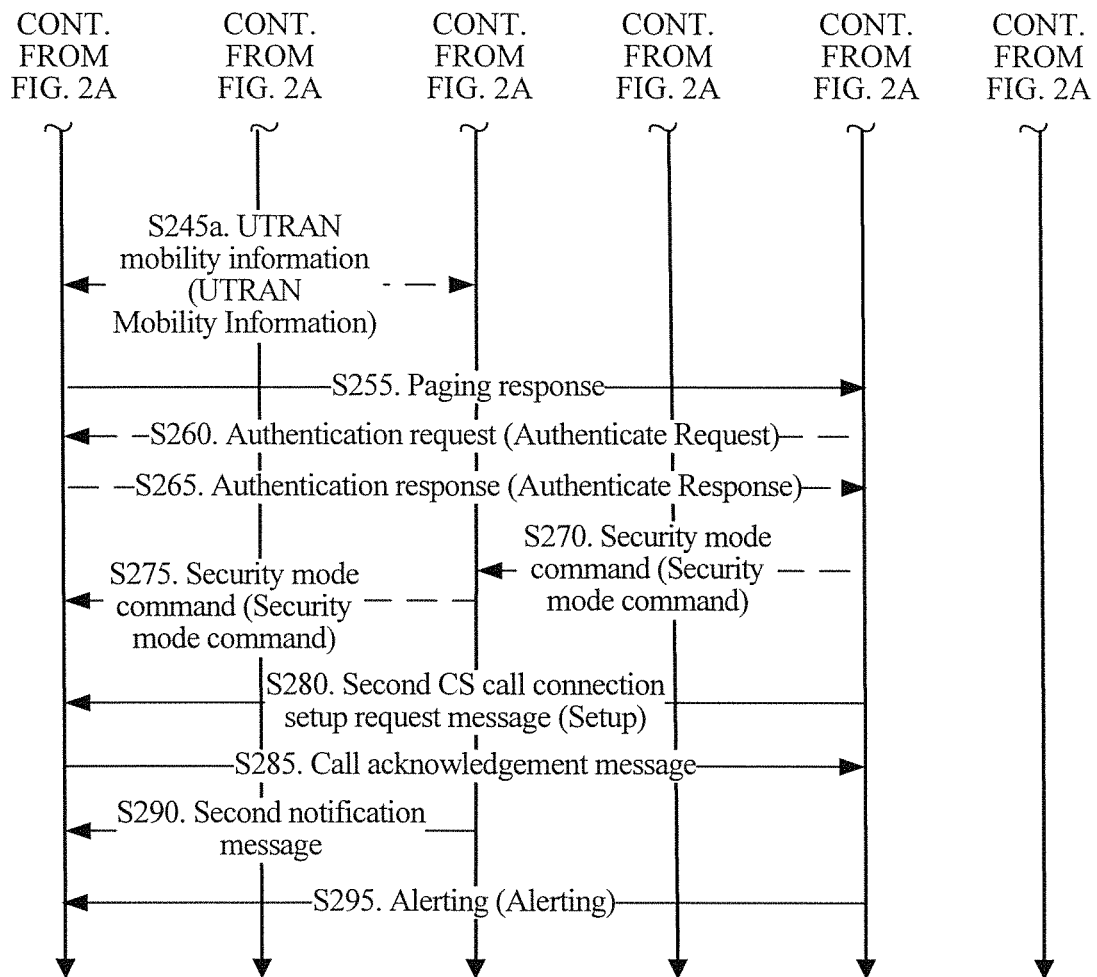 CONT.
FROM
FIG. 2A
CONT.
FROM
FIG. 2A
CONT.
FROM
FIG. 2A
CONT.
FROM
FIG. 2A
CONT.
FROM
FIG. 2A
CONT.
FROM
FIG. 2A
S245a. UTRAN
mobility information
(UTRAN
Mobility Information)
S255. Paging response
S260. Authentication request (Authenticate Request)
S265. Authentication response (Authenticate Response)
S270. Security mode
command (Security
mode command)
S275. Security mode
command (Security
mode command)
S280. Second CS call connection
setup request message (Setup)
S285. Call acknowledgement message
S290. Second notification
message
S295. Alerting (Alerting)